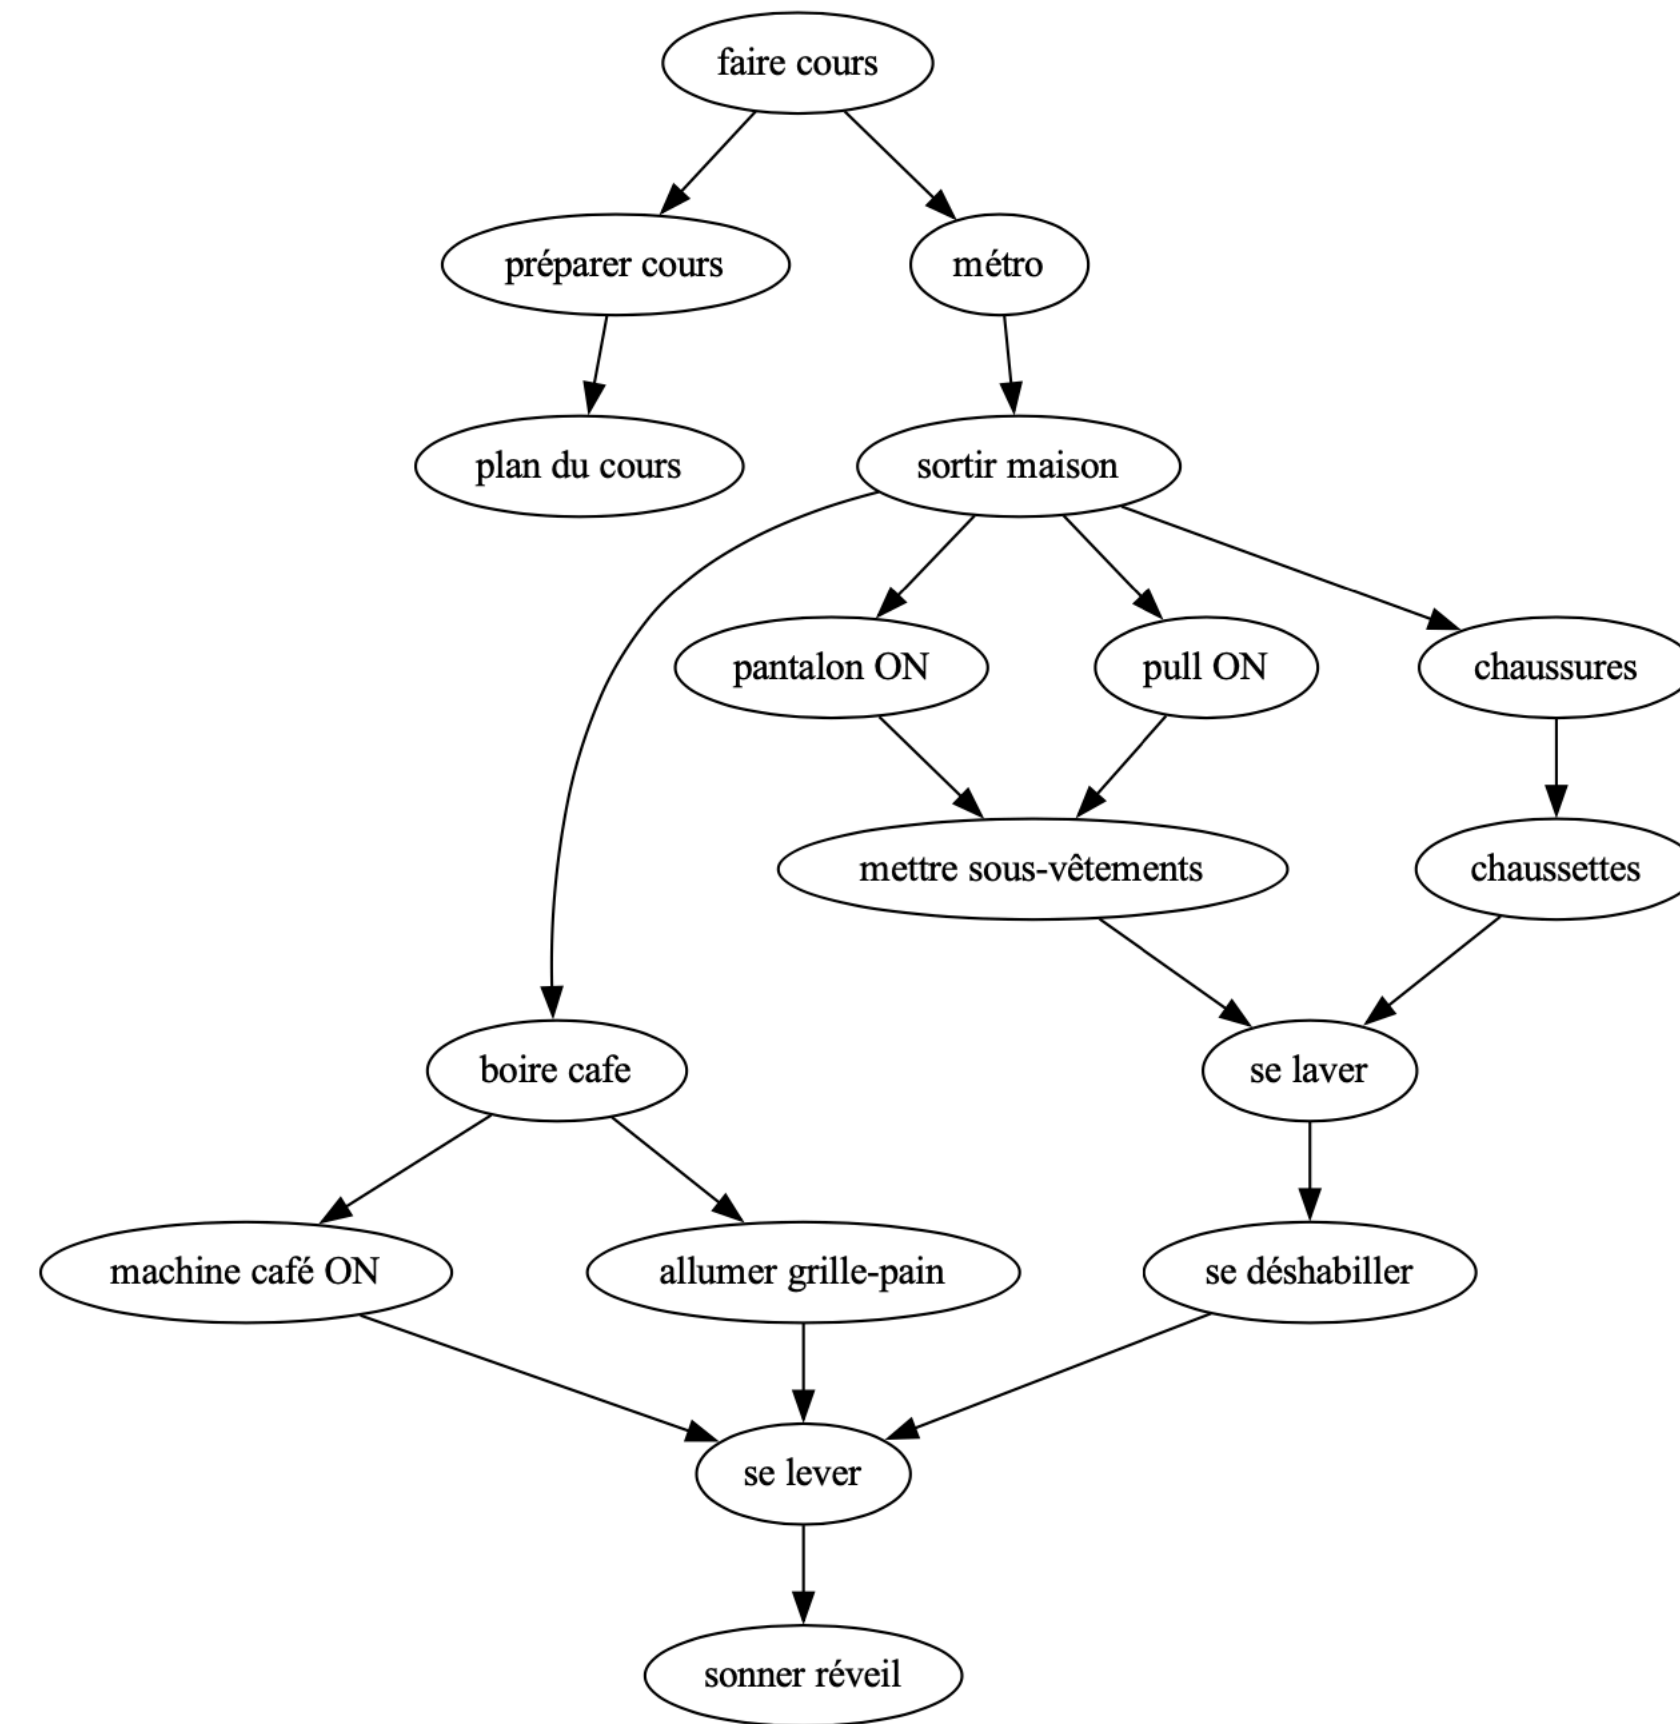 faire cours
préparer cours
métro
plan du cours
sortir maison
pantalon ON
pull ON
chaussures
mettre sous-vêtements
chaussettes
boire cafe
se laver
machine café ON
allumer grille-pain
se déshabiller
se lever
sonner réveil